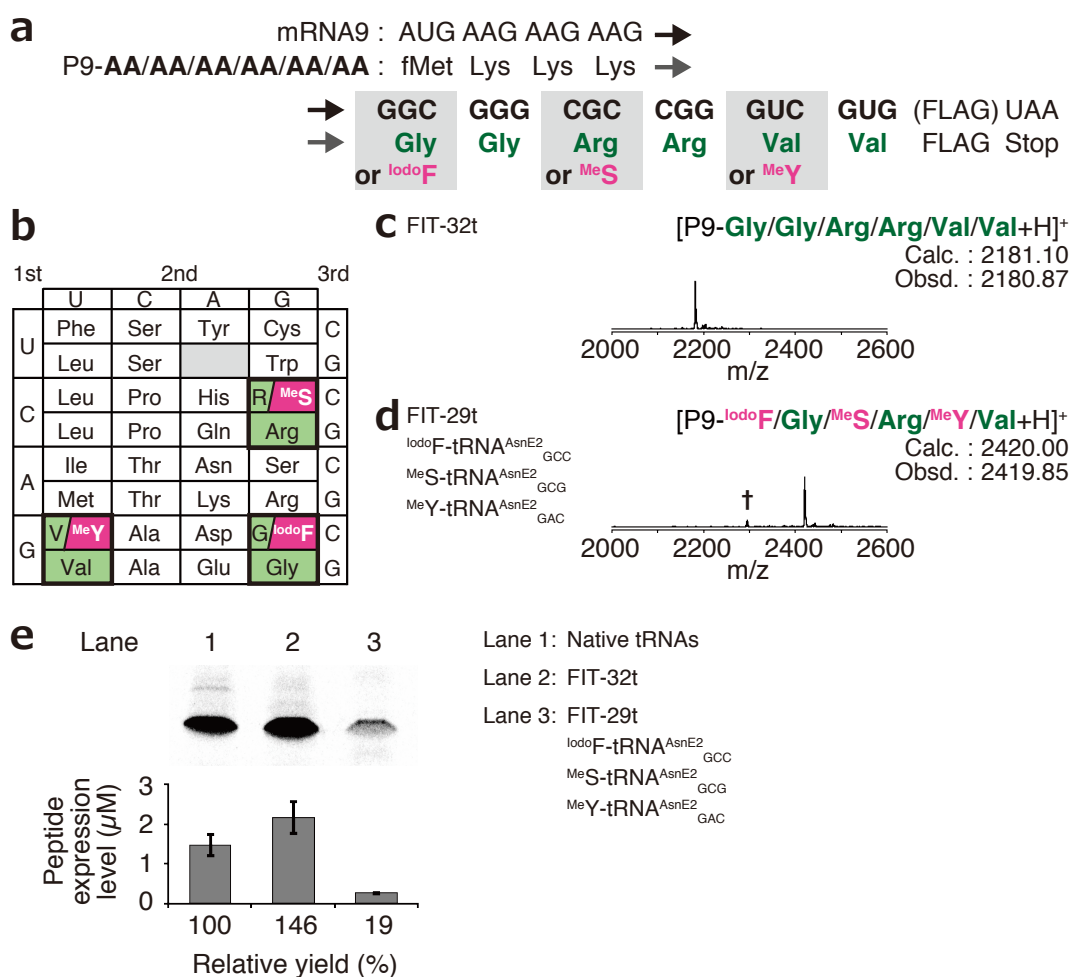 a
mRNA9 : AUG AAG AAG AAG
P9-AA/AA/AA/AA/AA/AA : fMet Lys Lys Lys
GGC GGG CGC CGG GUC GUG (FLAG) UAA
Gly Gly Arg Arg Val Val FLAG Stop
or IodoF or MeS or MeY
b
1st 2nd 3rd
U C A G
U Phe Ser Tyr Cys C
Leu Ser Trp G
C Leu Pro His R/MeS C
Leu Pro Gln Arg G
A Ile Thr Asn Ser C
Met Thr Lys Arg G
G V/MeY Ala Asp G/IodoF C
Val Ala Glu Gly G
c FIT-32t
[P9-Gly/Gly/Arg/Arg/Val/Val+H]+
Calc. : 2181.10
Obsd. : 2180.87
2000 2200 2400 2600
m/z
d FIT-29t
IodoF-tRNAAsnE2GCC
MeS-tRNAAsnE2GCG
MeY-tRNAAsnE2GAC
[P9-IodoF/Gly/MeS/Arg/MeY/Val+H]+
Calc. : 2420.00
Obsd. : 2419.85
†
2000 2200 2400 2600
m/z
e
Lane 1 2 3
Peptide expression level (µM)
3
2
1
0
100 146 19
Relative yield (%)
Lane 1: Native tRNAs
Lane 2: FIT-32t
Lane 3: FIT-29t
IodoF-tRNAAsnE2GCC
MeS-tRNAAsnE2GCG
MeY-tRNAAsnE2GAC